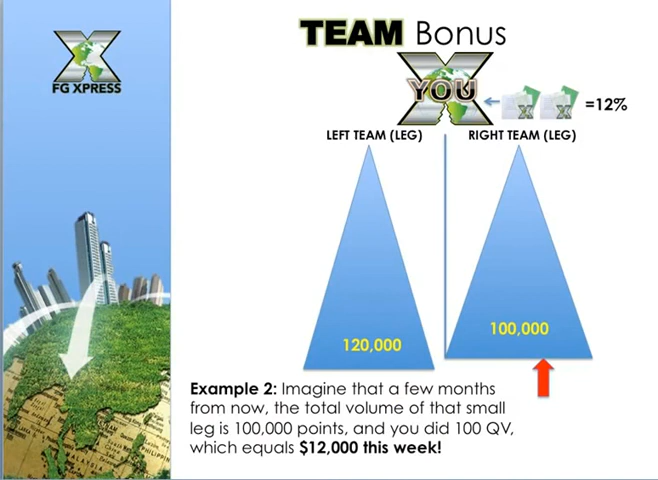 TEAM Bonus
FG XPRESS
YOU
=12%
LEFT TEAM (LEG)
RIGHT TEAM (LEG)
120,000
100,000
Example 2: Imagine that a few months
from now, the total volume of that small
leg is 100,000 points, and you did 100 QV,
which equals $12,000 this week!
MALAYSIA
PHILIPPIN